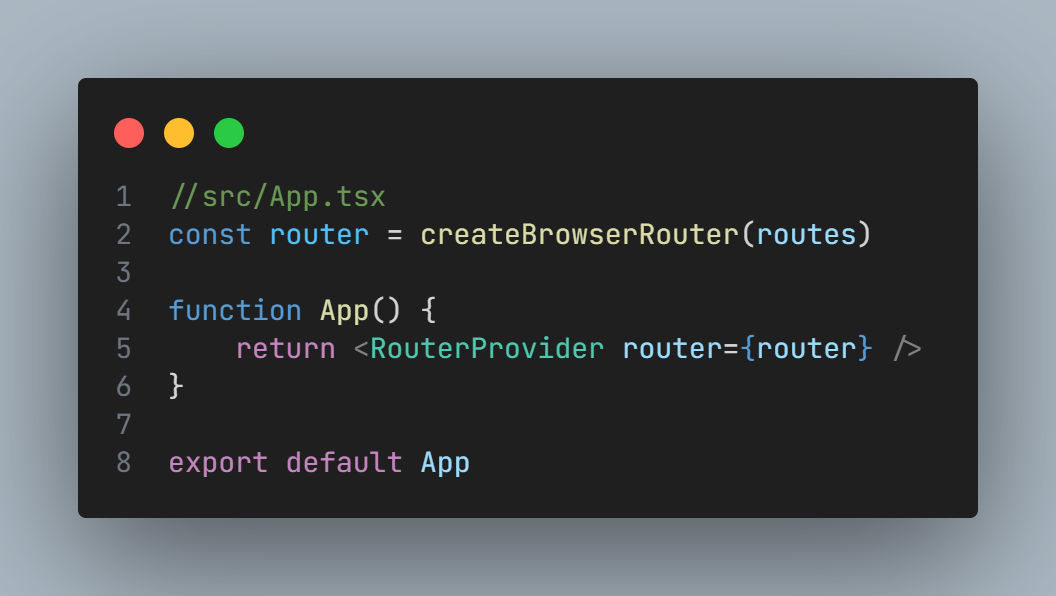 1 //src/App.tsx
2 const router = createBrowserRouter(routes)
3
4 function App() {
5     return <RouterProvider router={router} />
6 }
7
8 export default App